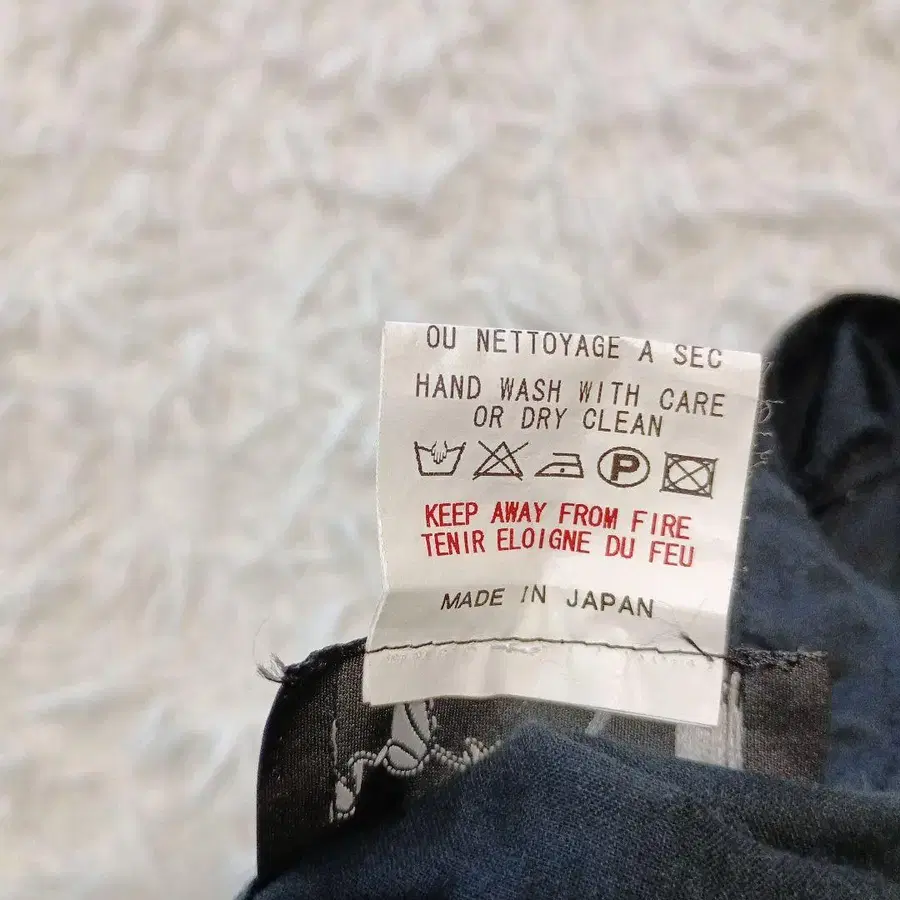 OU NETTOYAGE A SEC
HAND WASH WITH CARE
OR DRY CLEAN
P
KEEP AWAY FROM FIRE
TENIR ELOIGNE DU FEU
MADE IN JAPAN